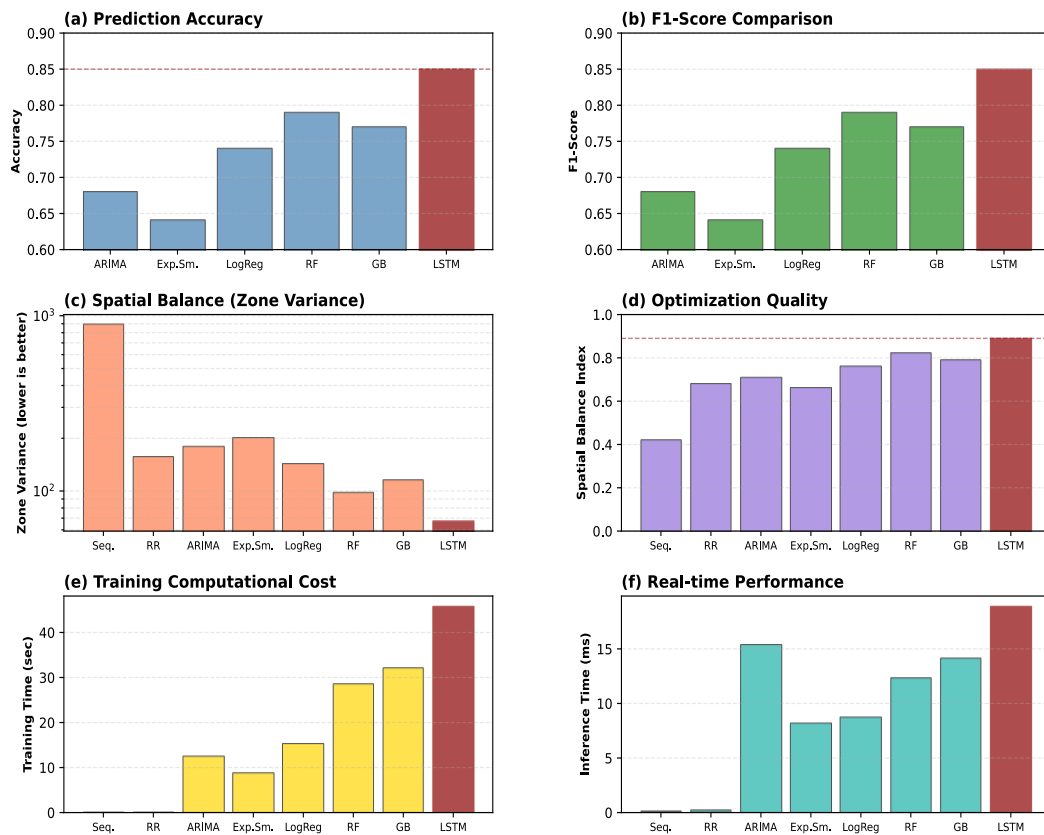 (a) Prediction Accuracy
Accuracy
0.90
0.85
0.80
0.75
0.70
0.65
0.60
ARIMA Exp.Sm. LogReg RF GB LSTM
(b) F1-Score Comparison
F1-Score
0.90
0.85
0.80
0.75
0.70
0.65
0.60
ARIMA Exp.Sm. LogReg RF GB LSTM
(c) Spatial Balance (Zone Variance)
Zone Variance (lower is better)
10³
10²
Seq. RR ARIMA Exp.Sm. LogReg RF GB LSTM
(d) Optimization Quality
Spatial Balance Index
1.0
0.8
0.6
0.4
0.2
0.0
Seq. RR ARIMA Exp.Sm. LogReg RF GB LSTM
(e) Training Computational Cost
Training Time (sec)
40
30
20
10
0
Seq. RR ARIMA Exp.Sm. LogReg RF GB LSTM
(f) Real-time Performance
Inference Time (ms)
15
10
5
0
Seq. RR ARIMA Exp.Sm. LogReg RF GB LSTM